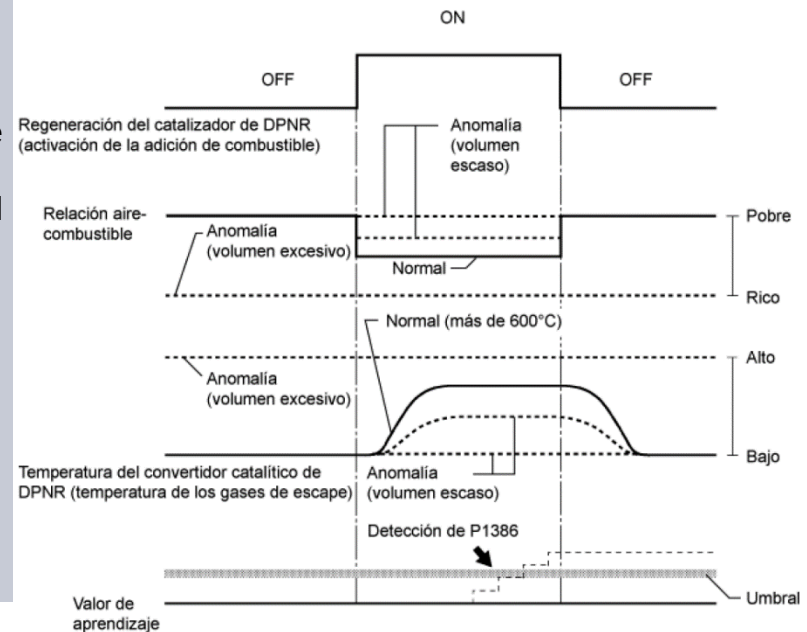 ON
OFF
OFF
Regeneración del catalizador de DPNR
(activación de la adición de combustible)
Anomalía
(volumen
escaso)
Relación aire-
combustible
Pobre
Anomalía
(volumen excesivo)
Normal
Rico
Normal (más de 600°C)
Alto
Anomalía
(volumen excesivo)
Bajo
Temperatura del convertidor catalítico de
DPNR (temperatura de los gases de escape)
Anomalía
(volumen escaso)
Detección de P1386
Umbral
Valor de
aprendizaje